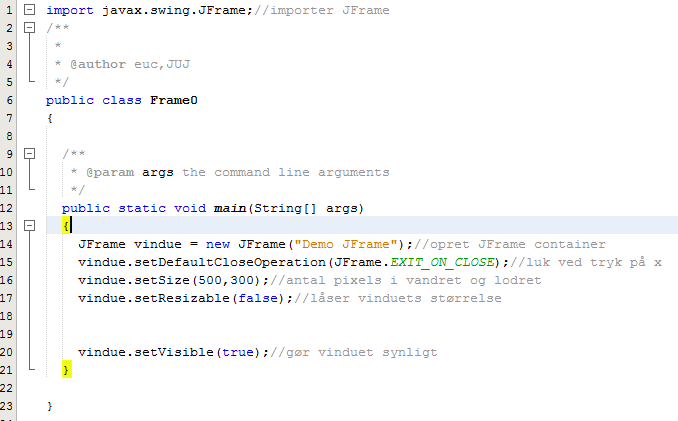 1 import javax.swing.JFrame;//importer JFrame
2 /**
3 *
4 * @author euc,JUJ
5 */
6 public class Frame0
7 {
8
9 /**
10 * @param args the command line arguments
11 */
12 public static void main(String[] args)
13 {
14 JFrame vindue = new JFrame("Demo JFrame");//opret JFrame container
15 vindue.setDefaultCloseOperation(JFrame.EXIT_ON_CLOSE);//luk ved tryk på x
16 vindue.setSize(500,300);//antal pixels i vandret og lodret
17 vindue.setResizable(false);//låser vinduets størrelse
18
19
20 vindue.setVisible(true);//gør vinduet synligt
21 }
22
23 }